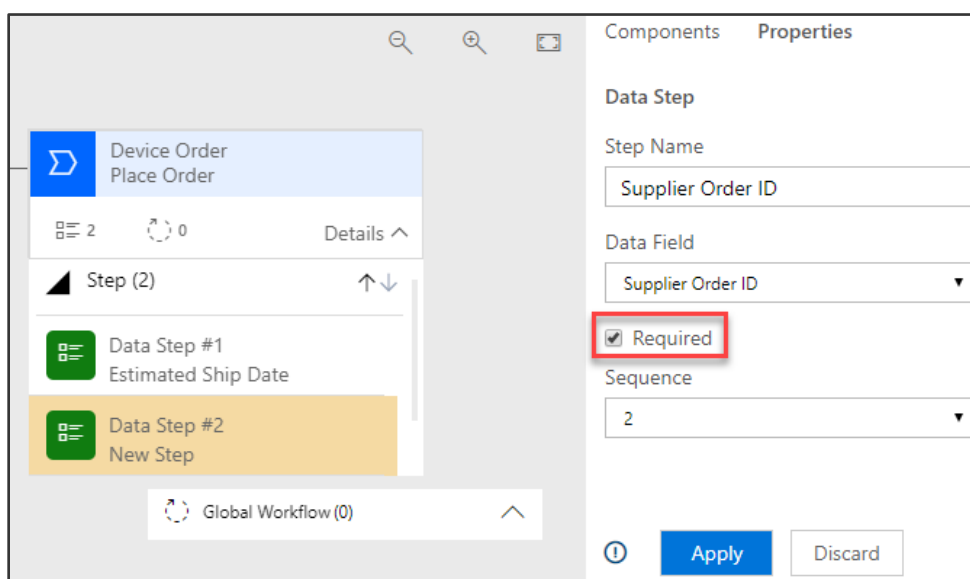 Components Properties
Data Step
Step Name
Supplier Order ID
Data Field
Supplier Order ID
Required
Sequence
2
Apply Discard
Device Order
Place Order
2 0 Details
Step (2)
Data Step #1
Estimated Ship Date
Data Step #2
New Step
Global Workflow (0)